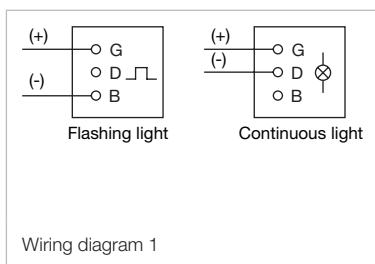 (+) G
D
(-) B
Flashing light
(+) G
(-) D
B
Continuous light
Wiring diagram 1